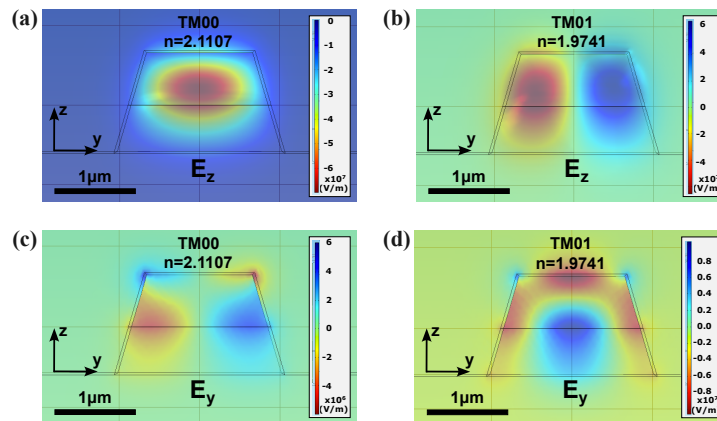 (a)
TM00
n=2.1107
z
y
1μm
E_z
0
-1
-2
-3
-4
-5
-6
x10⁷
(V/m)
(b)
TM01
n=1.9741
z
y
1μm
E_z
6
4
2
0
-2
-4
x10⁷
(V/m)
(c)
TM00
n=2.1107
z
y
1μm
E_y
6
4
2
0
-2
-4
x10⁶
(V/m)
(d)
TM01
n=1.9741
z
y
1μm
E_y
0.8
0.6
0.4
0.2
0.0
-0.2
-0.4
-0.6
-0.8
x10⁷
(V/m)